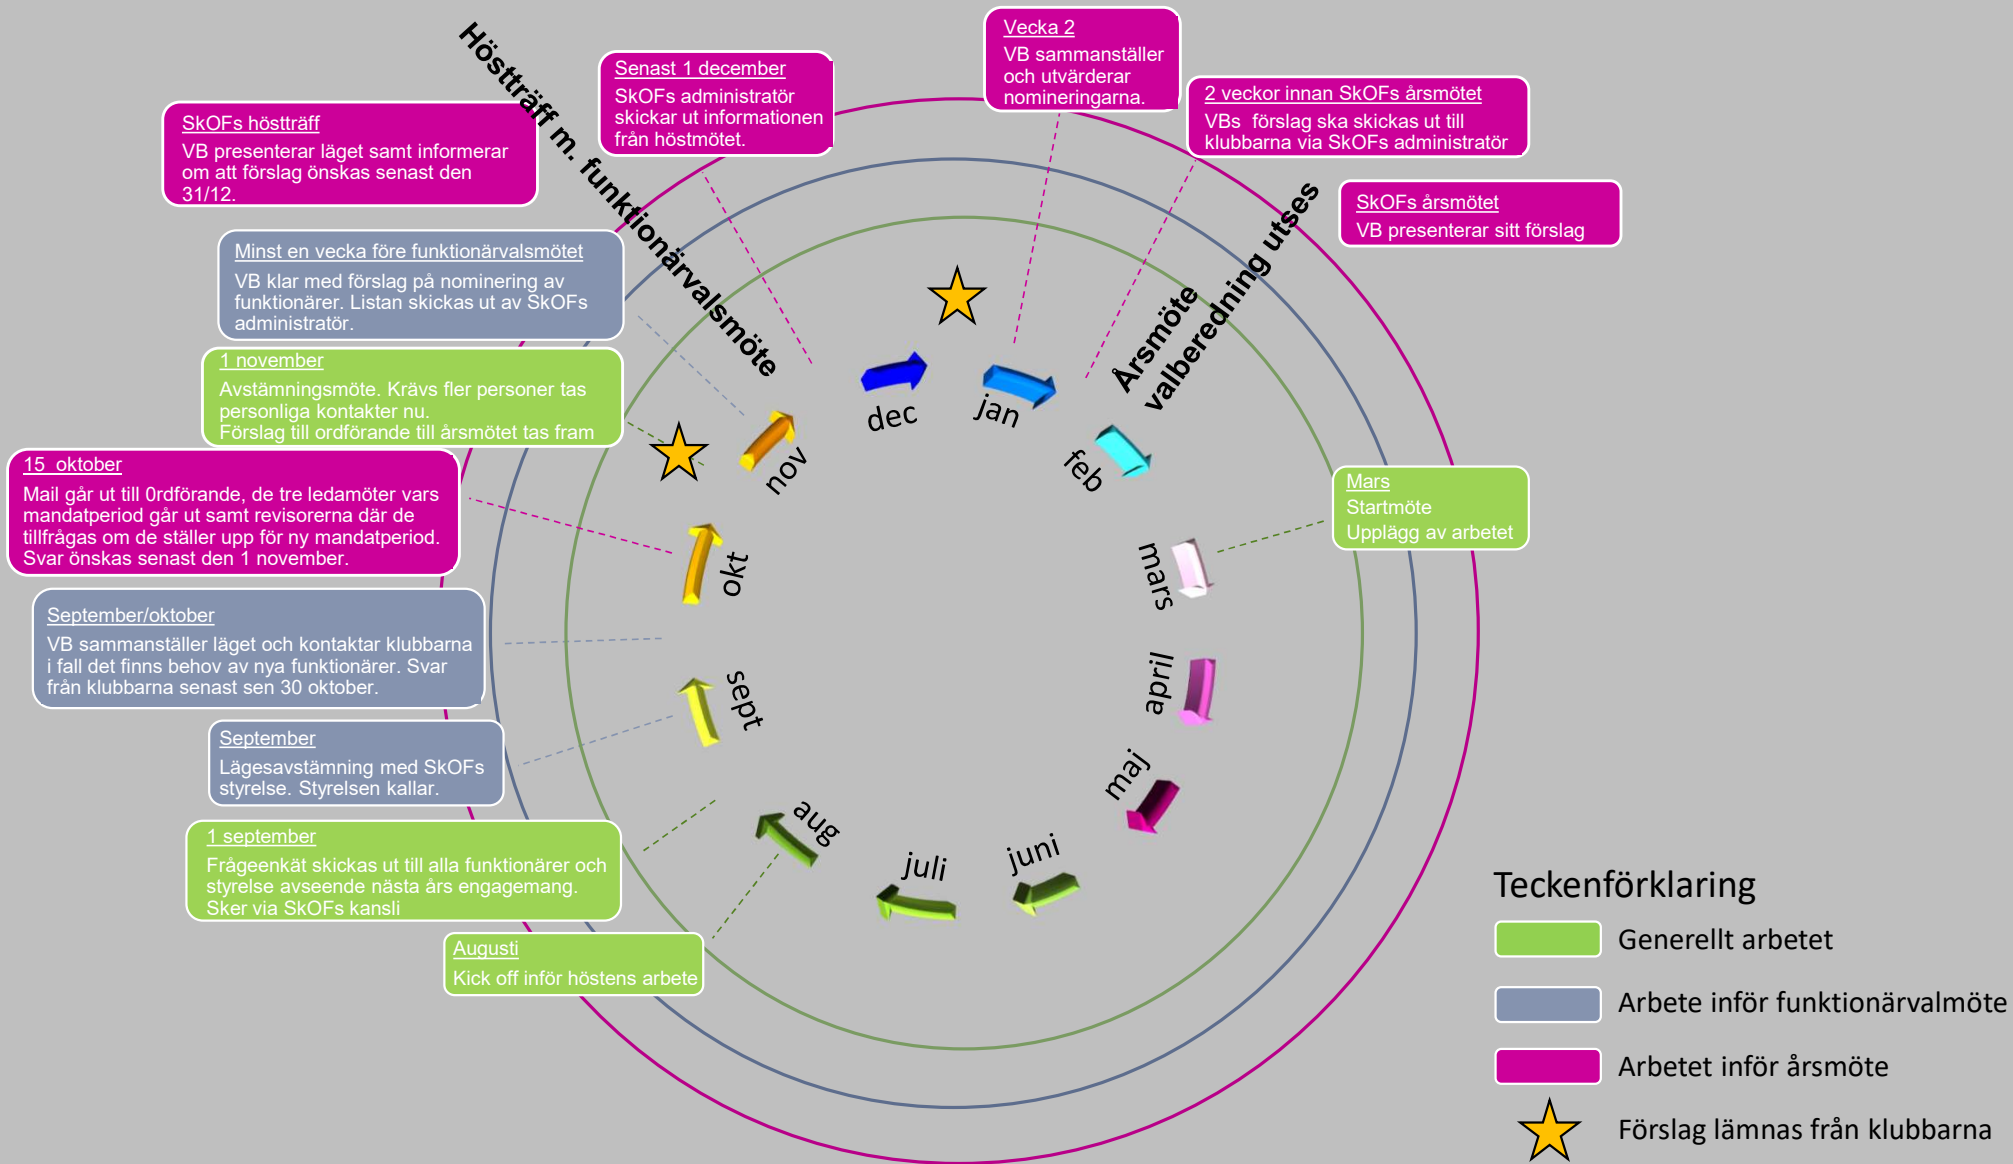 Vecka 2
VB sammanställer
och utvärderar
nomineringarna.
2 veckor innan SkOFs årsmötet
VBs förslag ska skickas ut till
klubbarna via SkOFs administratör
SkOFs årsmötet
VB presenterar sitt förslag
Årsmöte
valberedning utses
Mars
Startmöte
Upplägg av arbetet
Augusti
Kick off inför höstens arbete
1 september
Frågeenkät skickas ut till alla funktionärer och
styrelse avseende nästa års engagemang.
Sker via SkOFs kansli
September
Lägesavstämning med SkOFs
styrelse. Styrelsen kallar.
September/oktober
VB sammanställer läget och kontaktar klubbarna
i fall det finns behov av nya funktionärer. Svar
från klubbarna senast sen 30 oktober.
15 oktober
Mail går ut till 0rdförande, de tre ledamöter vars
mandatperiod går ut samt revisorerna där de
tillfrågas om de ställer upp för ny mandatperiod.
Svar önskas senast den 1 november.
1 november
Avstämningsmöte. Krävs fler personer tas
personliga kontakter nu.
Förslag till ordförande till årsmötet tas fram
Minst en vecka före funktionärvalsmötet
VB klar med förslag på nominering av
funktionärer. Listan skickas ut av SkOFs
administratör.
SkOFs höstträff
VB presenterar läget samt informerar
om att förslag önskas senast den
31/12.
Höstträff m. funktionärvalsmöte
Senast 1 december
SkOFs administratör
skickar ut informationen
från höstmötet.
jan
feb
mars
april
maj
juni
juli
aug
sept
okt
nov
dec
Teckenförklaring
Generellt arbetet
Arbete inför funktionärvalmöte
Arbetet inför årsmöte
Förslag lämnas från klubbarna